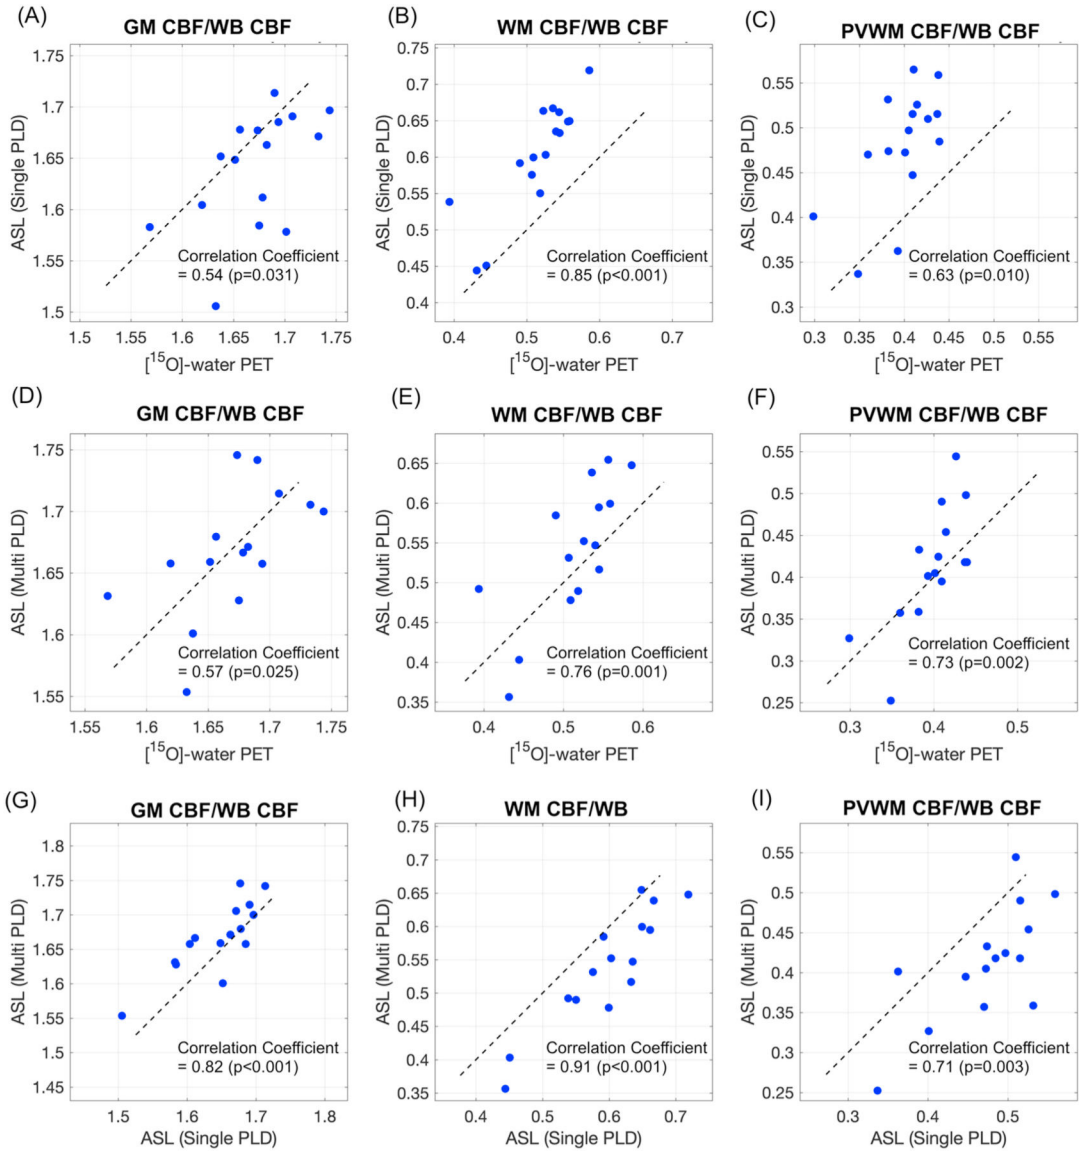 (A)
GM CBF/WB CBF
1.75
1.7
1.65
1.6
1.55
1.5
ASL (Single PLD)
Correlation Coefficient
= 0.54 (p=0.031)
1.5 1.55 1.6 1.65 1.7 1.75
[15O]-water PET
(B)
WM CBF/WB CBF
0.75
0.7
0.65
0.6
0.55
0.5
0.45
0.4
ASL (Single PLD)
Correlation Coefficient
= 0.85 (p<0.001)
0.4 0.5 0.6 0.7
[15O]-water PET
(C)
PVWM CBF/WB CBF
0.55
0.5
0.45
0.4
0.35
0.3
ASL (Single PLD)
Correlation Coefficient
= 0.63 (p=0.010)
0.3 0.35 0.4 0.45 0.5 0.55
[15O]-water PET
(D)
GM CBF/WB CBF
1.75
1.7
1.65
1.6
1.55
ASL (Multi PLD)
Correlation Coefficient
= 0.57 (p=0.025)
1.55 1.6 1.65 1.7 1.75
[15O]-water PET
(E)
WM CBF/WB CBF
0.65
0.6
0.55
0.5
0.45
0.4
0.35
ASL (Multi PLD)
Correlation Coefficient
= 0.76 (p=0.001)
0.4 0.5 0.6
[15O]-water PET
(F)
PVWM CBF/WB CBF
0.55
0.5
0.45
0.4
0.35
0.3
0.25
ASL (Multi PLD)
Correlation Coefficient
= 0.73 (p=0.002)
0.3 0.4 0.5
[15O]-water PET
(G)
GM CBF/WB CBF
1.8
1.75
1.7
1.65
1.6
1.55
1.5
1.45
ASL (Multi PLD)
Correlation Coefficient
= 0.82 (p<0.001)
1.5 1.6 1.7 1.8
ASL (Single PLD)
(H)
WM CBF/WB
0.75
0.7
0.65
0.6
0.55
0.5
0.45
0.4
0.35
ASL (Multi PLD)
Correlation Coefficient
= 0.91 (p<0.001)
0.4 0.5 0.6 0.7
ASL (Single PLD)
(I)
PVWM CBF/WB CBF
0.55
0.5
0.45
0.4
0.35
0.3
0.25
ASL (Multi PLD)
Correlation Coefficient
= 0.71 (p=0.003)
0.3 0.4 0.5
ASL (Single PLD)